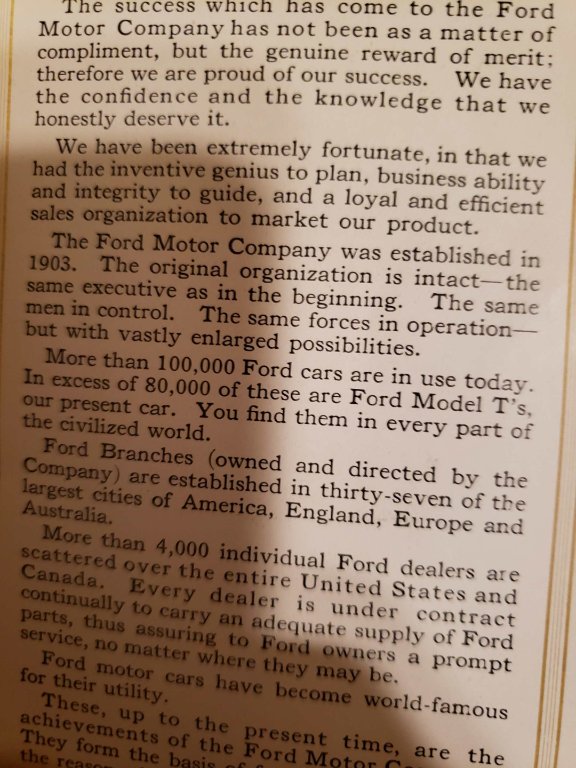 The success which has come to the Ford
Motor Company has not been as a matter of
compliment, but the genuine reward of merit;
therefore we are proud of our success. We have
the confidence and the knowledge that we
honestly deserve it.
We have been extremely fortunate, in that we
had the inventive genius to plan, business ability
and integrity to guide, and a loyal and efficient
sales organization to market our product.
The Ford Motor Company was established in
1903. The original organization is intact—the
same executive as in the beginning. The same
men in control. The same forces in operation—
but with vastly enlarged possibilities.
More than 100,000 Ford cars are in use today.
In excess of 80,000 of these are Ford Model T's,
our present car. You find them in every part of
the civilized world.
Ford Branches (owned and directed by the
Company) are established in thirty-seven of the
largest cities of America, England, Europe and
Australia.
More than 4,000 individual Ford dealers are
scattered over the entire United States and
Canada. Every dealer is under contract
continually to carry an adequate supply of Ford
parts, thus assuring to Ford owners a prompt
service, no matter where they may be.
Ford motor cars have become world-famous
for their utility.
These, up to the present time, are the
achievements of the Ford Motor
They form the basis of
the